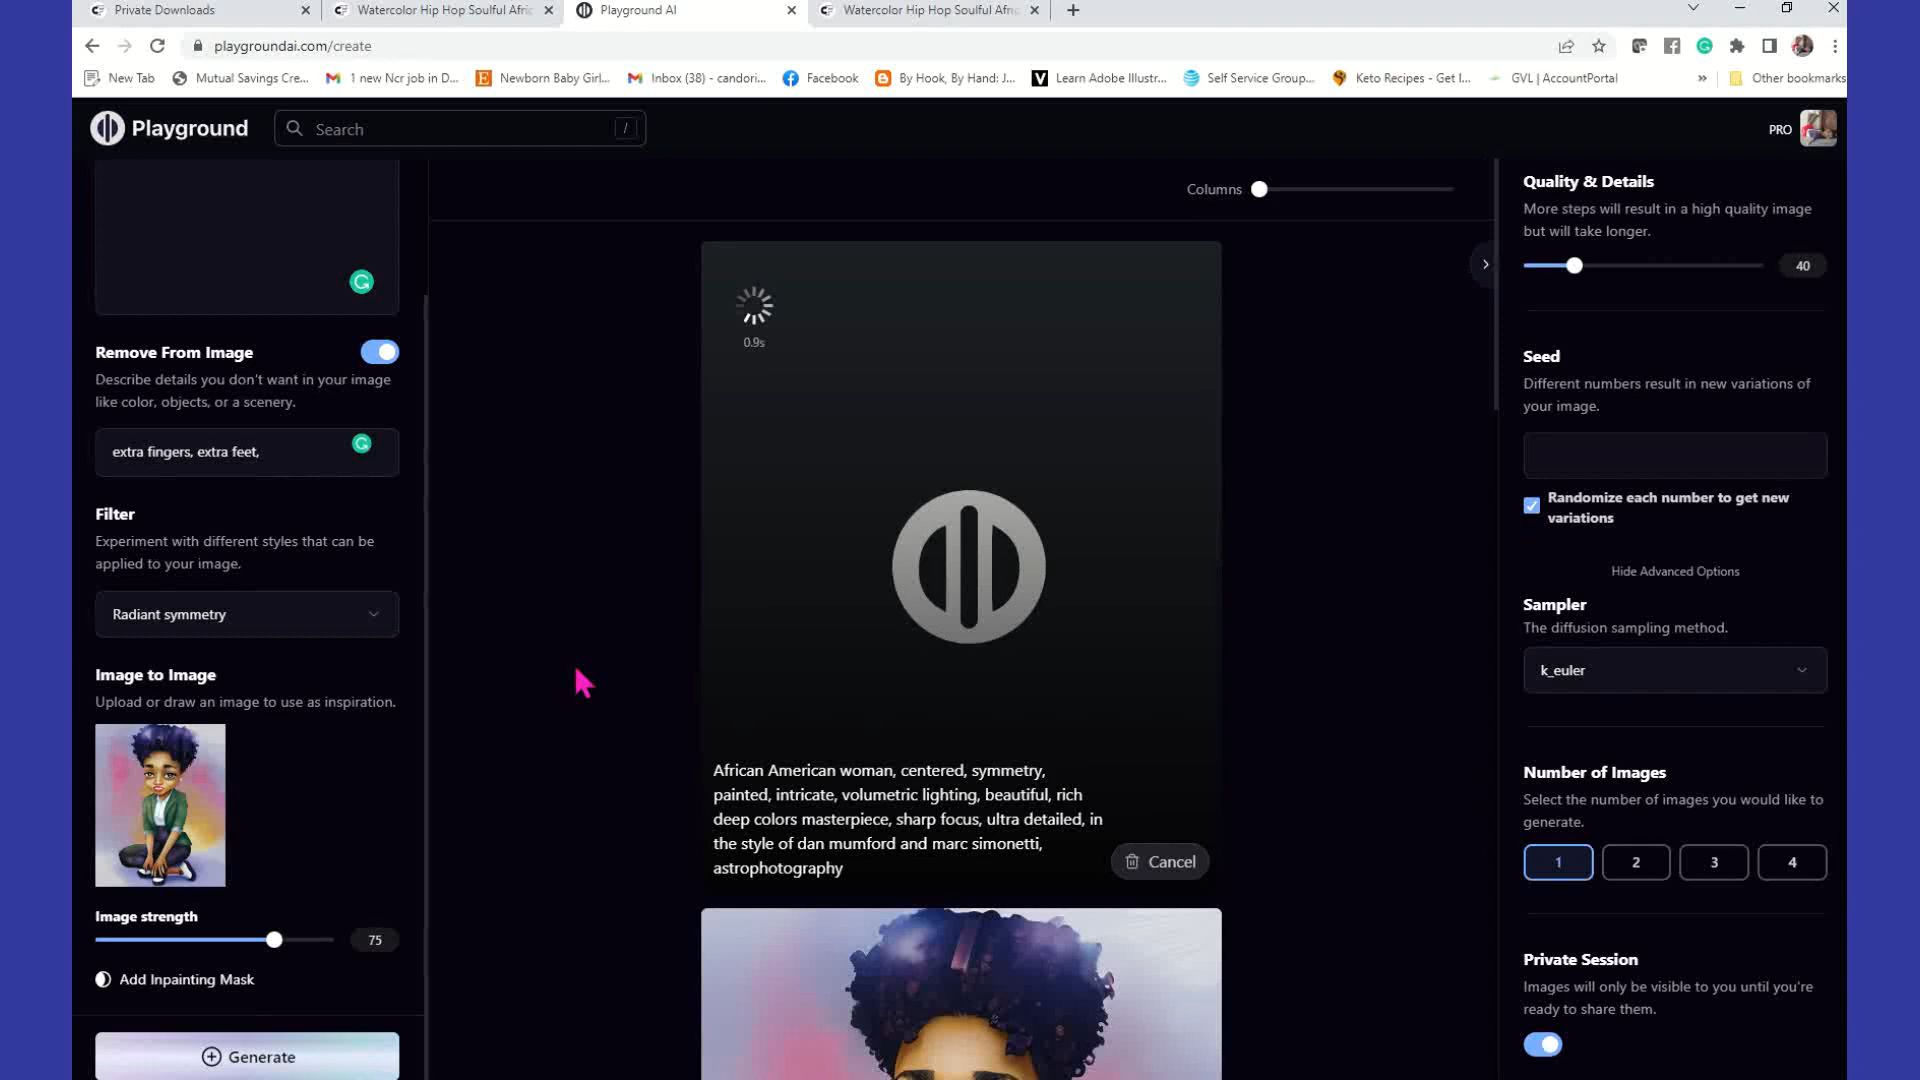 Private Downloads
Watercolor Hip Hop Soulful Afric
Playground AI
Watercolor Hip Hop Soulful Afric
playgroundai.com/create
New Tab
Mutual Savings Cre...
1 new Ncr job in D...
Newborn Baby Girl...
Inbox (38) - candori...
Facebook
By Hook, By Hand: J...
Learn Adobe Illustr...
Self Service Group...
Keto Recipes - Get I...
GVL | AccountPortal
»
Other bookmarks
Playground
Search
/
PRO
Columns
Remove From Image
Describe details you don't want in your image
like color, objects, or a scenery.
extra fingers, extra feet,
Filter
Experiment with different styles that can be
applied to your image.
Radiant symmetry
Image to Image
Upload or draw an image to use as inspiration.
Image strength
75
Add Inpainting Mask
Generate
0.9s
African American woman, centered, symmetry,
painted, intricate, volumetric lighting, beautiful, rich
deep colors masterpiece, sharp focus, ultra detailed, in
the style of dan mumford and marc simonetti,
astrophotography
Cancel
Quality & Details
More steps will result in a high quality image
but will take longer.
40
Seed
Different numbers result in new variations of
your image.
Randomize each number to get new
variations
Hide Advanced Options
Sampler
The diffusion sampling method.
k_euler
Number of Images
Select the number of images you would like to
generate.
1
2
3
4
Private Session
Images will only be visible to you until you're
ready to share them.